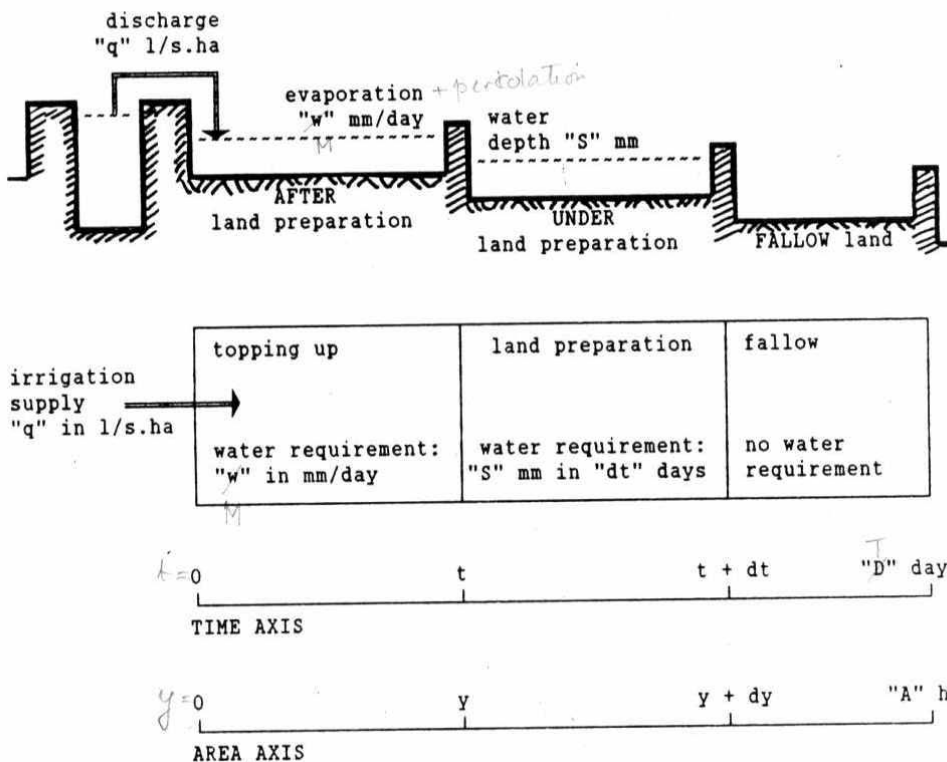 discharge
"q" l/s.ha
evaporation + perkolation
"w" mm/day
M
water
depth "S" mm
AFTER
land preparation
UNDER
land preparation
FALLOW land
topping up
land preparation
fallow
irrigation
supply
"q" in l/s.ha
water requirement:
"w" in mm/day
M
water requirement:
"S" mm in "dt" days
no water
requirement
t=0
t
t + dt
T
"D" day
TIME AXIS
y=0
y
y + dy
"A" h
AREA AXIS